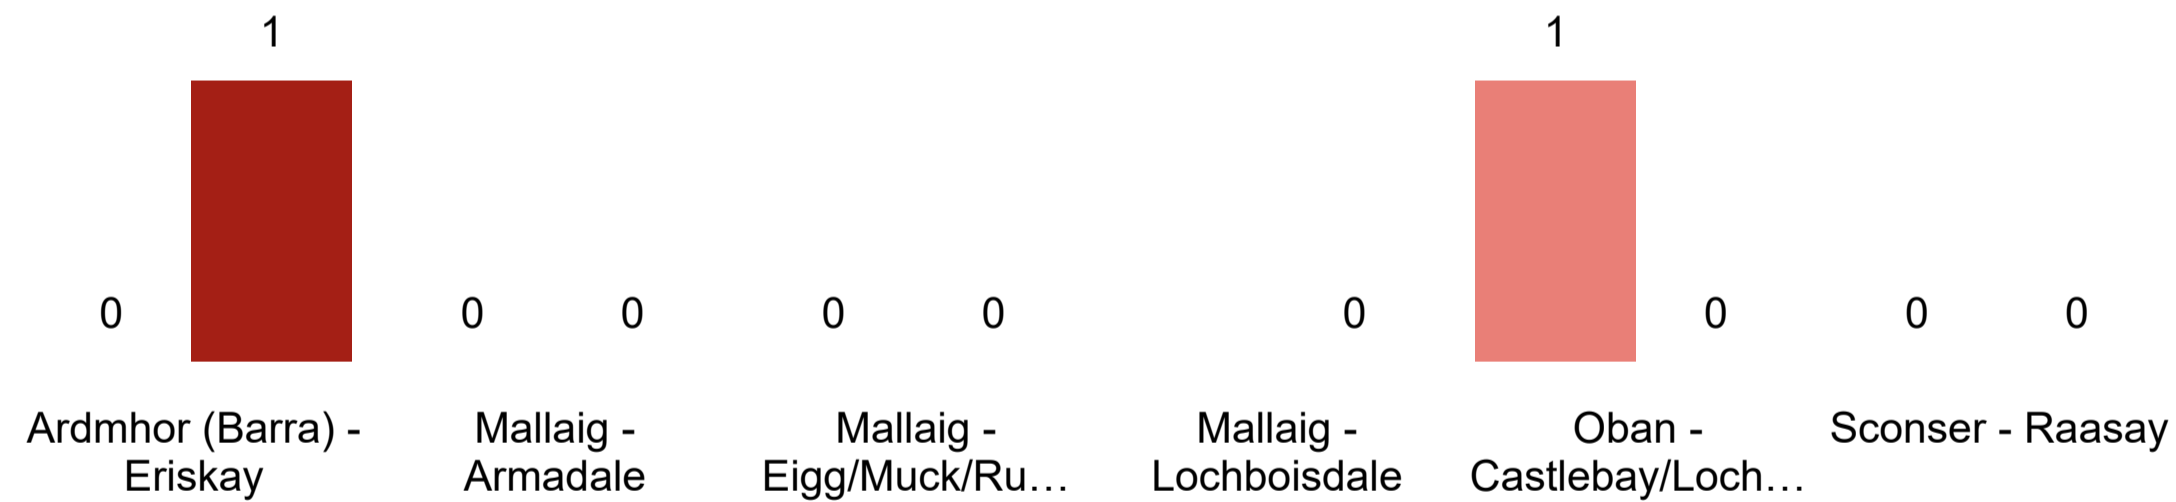 1 1
0 0 0 0 0 0 0 0 0
Ardmhor (Barra) - Mallaig - Mallaig - Mallaig - Oban - Sconser - Raasay
Eriskay Armadale Eigg/Muck/Ru… Lochboisdale Castlebay/Loch…